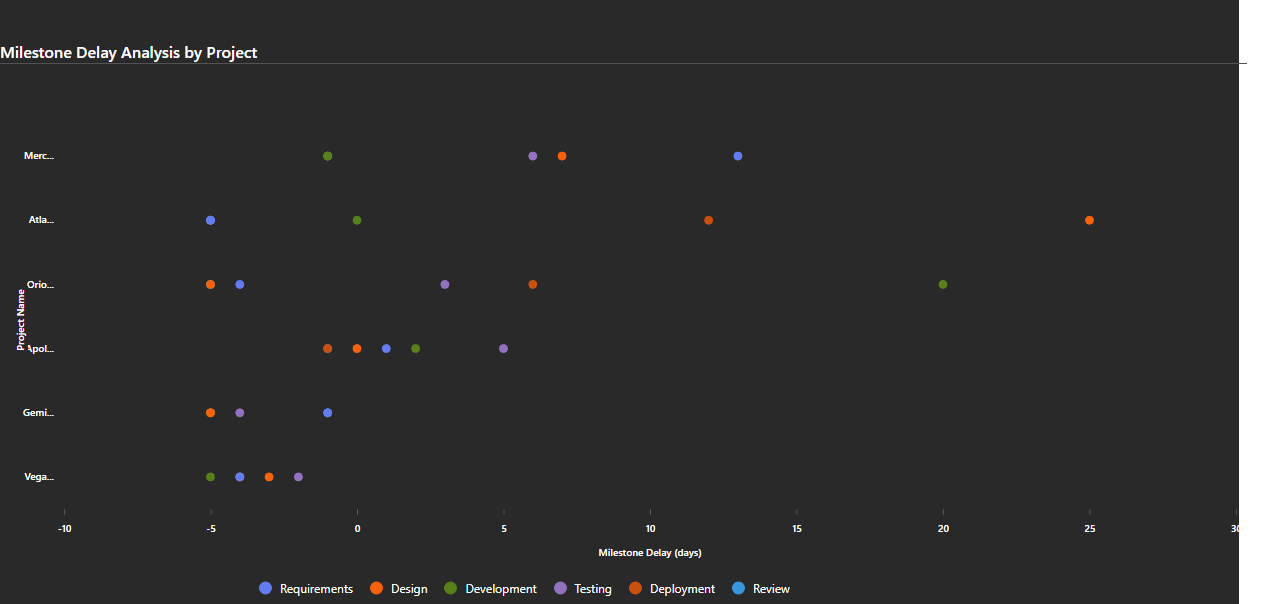 Milestone Delay Analysis by Project
Merc...
Atla...
Orio...
Apol...
Gemi...
Vega...
Project Name
-10 -5 0 5 10 15 20 25 30
Milestone Delay (days)
Requirements Design Development Testing Deployment Review